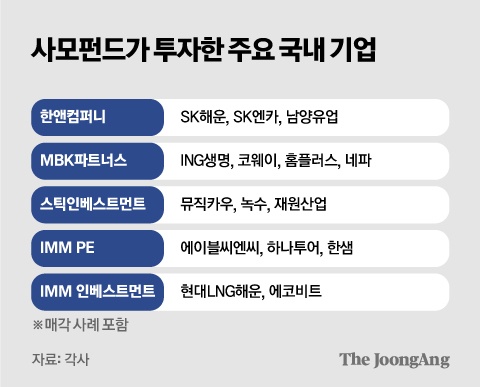 사모펀드가 투자한 주요 국내 기업
한앤컴퍼니 SK해운, SK엔카, 남양유업
MBK파트너스 ING생명, 코웨이, 홈플러스, 네파
스틱인베스트먼트 뮤직카우, 녹수, 재원산업
IMM PE 에이블씨엔씨, 하나투어, 한샘
IMM 인베스트먼트 현대LNG해운, 에코비트
※매각 사례 포함
자료: 각사 The JoongAng